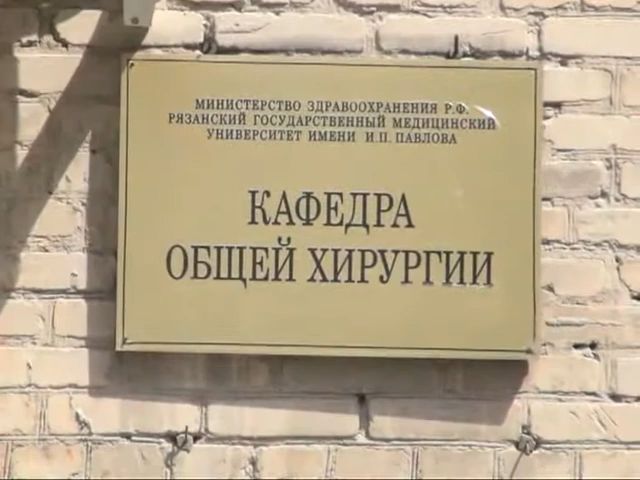 МИНИСТЕРСТВО ЗДРАВООХРАНЕНИЯ Р.Ф.
РЯЗАНСКИЙ ГОСУДАРСТВЕННЫЙ МЕДИЦИНСКИЙ
УНИВЕРСИТЕТ ИМЕНИ И.П. ПАВЛОВА
КАФЕДРА
ОБЩЕЙ ХИРУРГИИ